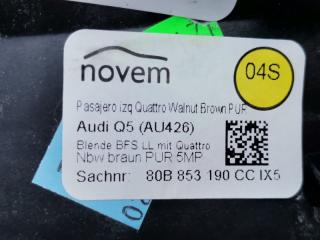 novem
04S
Pasajero izq Quattro Walnut Brown PUR
Audi Q5 (AU426)
Blende BFS LL mit Quattro
Nbw braun PUR 5MP
Sachnr: 80B 853 190 CC IX5